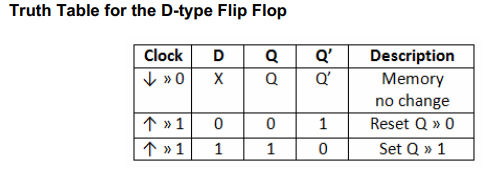 Truth Table for the D-type Flip Flop
Clock D Q Q' Description
↓ » 0 X Q Q' Memory
no change
↑ » 1 0 0 1 Reset Q » 0
↑ » 1 1 1 0 Set Q » 1